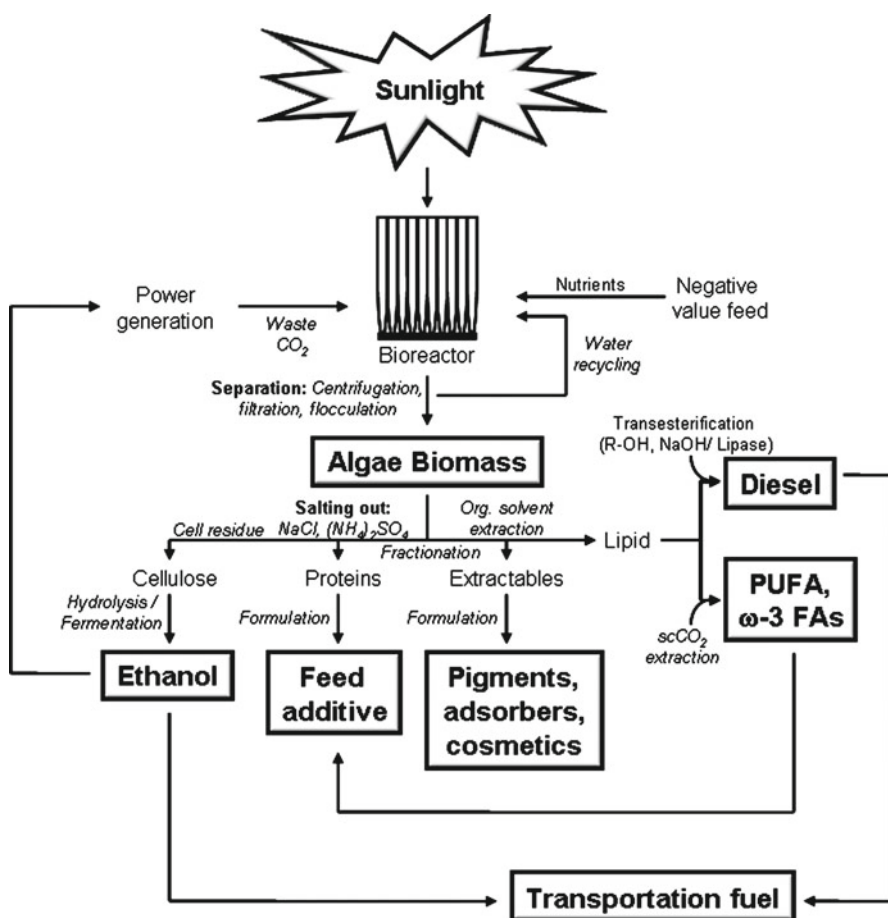 Sunlight
Power
generation
Waste
CO2
Bioreactor
Nutrients
Negative
value feed
Water
recycling
Separation: Centrifugation,
filtration, flocculation
Algae Biomass
Transesterification
(R-OH, NaOH/ Lipase)
Diesel
Salting out:
NaCl, (NH4)2SO4
Cell residue
Org. solvent
extraction
Fractionation
Lipid
Cellulose
Proteins
Extractables
PUFA,
ω-3 FAs
scCO2
extraction
Hydrolysis /
Fermentation
Formulation
Formulation
Ethanol
Feed
additive
Pigments,
adsorbers,
cosmetics
Transportation fuel